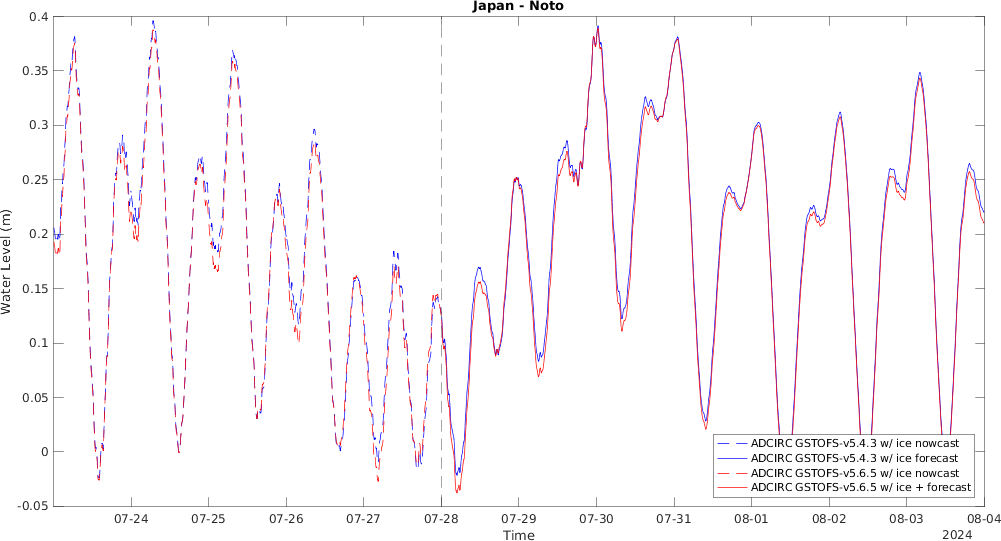 Japan - Noto
Water Level (m)
0.4
0.35
0.3
0.25
0.2
0.15
0.1
0.05
0
-0.05
07-24 07-25 07-26 07-27 07-28 07-29 07-30 07-31 08-01 08-02 08-03 08-04
Time
2024
ADCIRC GSTOFS-v5.4.3 w/ ice nowcast
ADCIRC GSTOFS-v5.4.3 w/ ice forecast
ADCIRC GSTOFS-v5.6.5 w/ ice nowcast
ADCIRC GSTOFS-v5.6.5 w/ ice + forecast